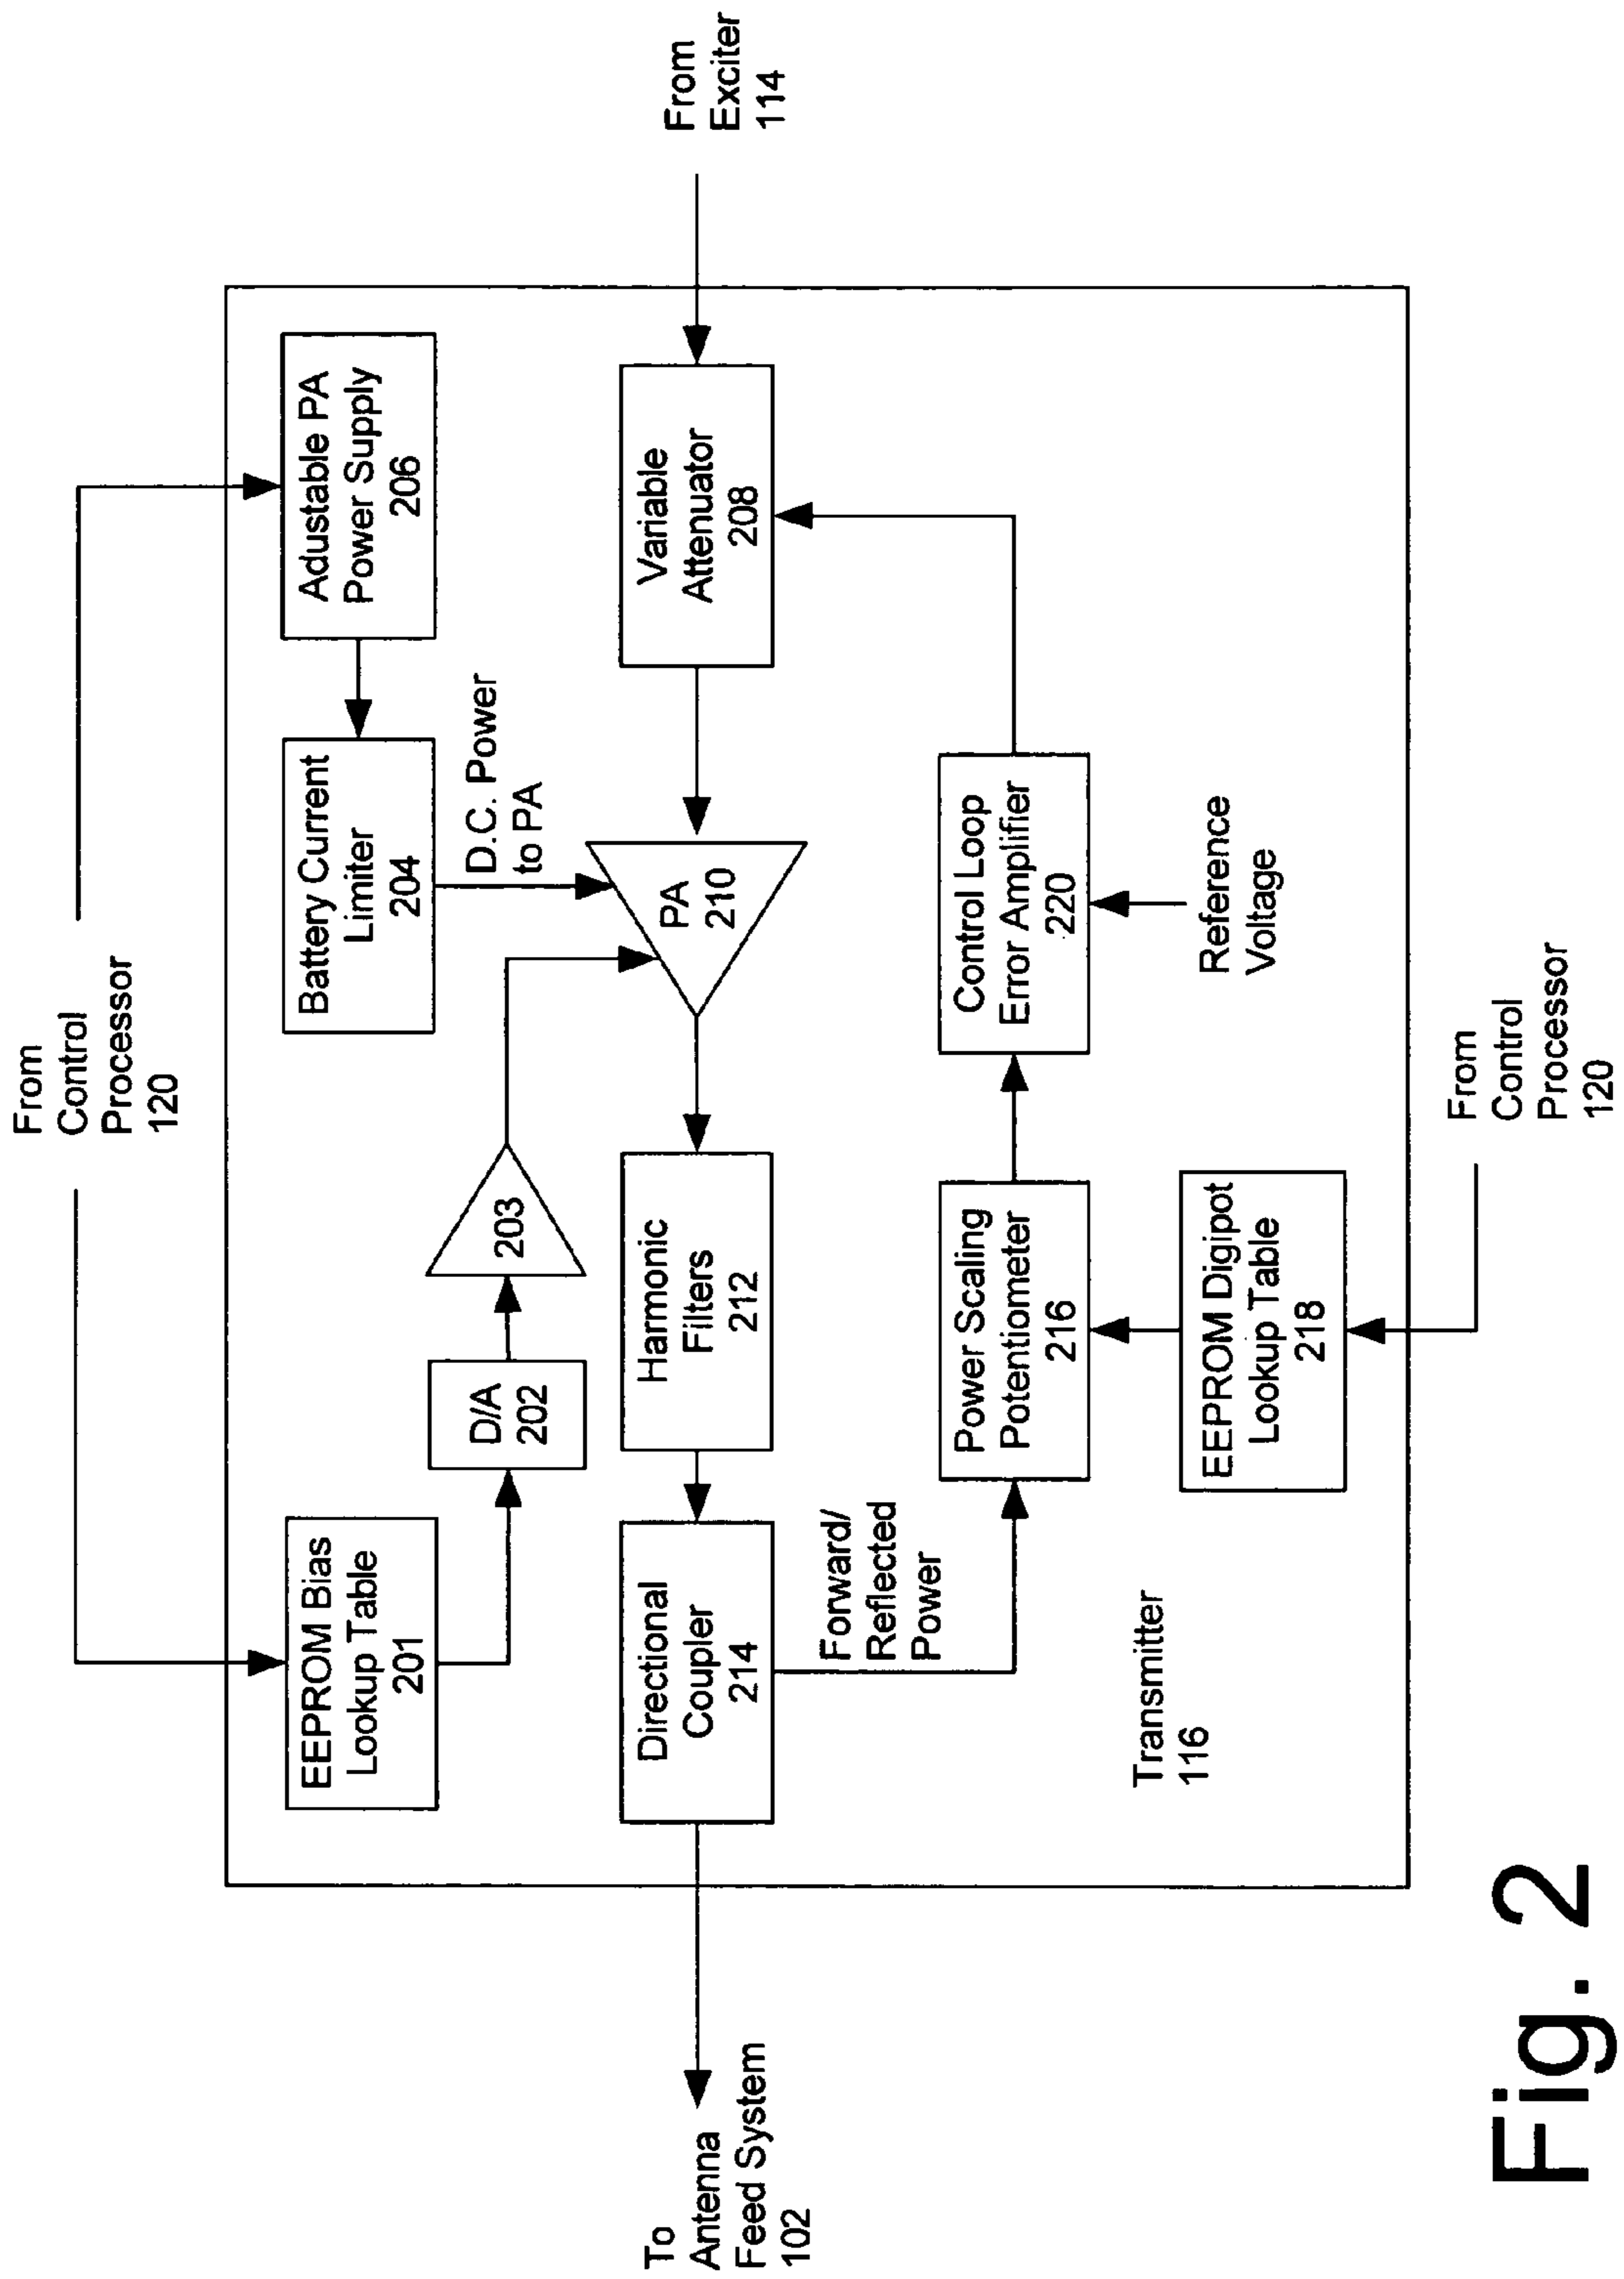 From
Control
Processor
120
EEPROM Bias
Lookup Table
201
D/A
202
203
Battery Current
Limiter
204
Adustable PA
Power Supply
206
D.C. Power
to PA
To
Antenna
Feed System
102
Directional
Coupler
214
Harmonic
Filters
212
PA
210
Variable
Attenuator
208
From
Exciter
114
Forward/
Reflected
Power
Power Scaling
Potentiometer
216
Control Loop
Error Amplifier
220
Reference
Voltage
EEPROM Digipot
Lookup Table
218
Transmitter
116
From
Control
Processor
120
Fig. 2